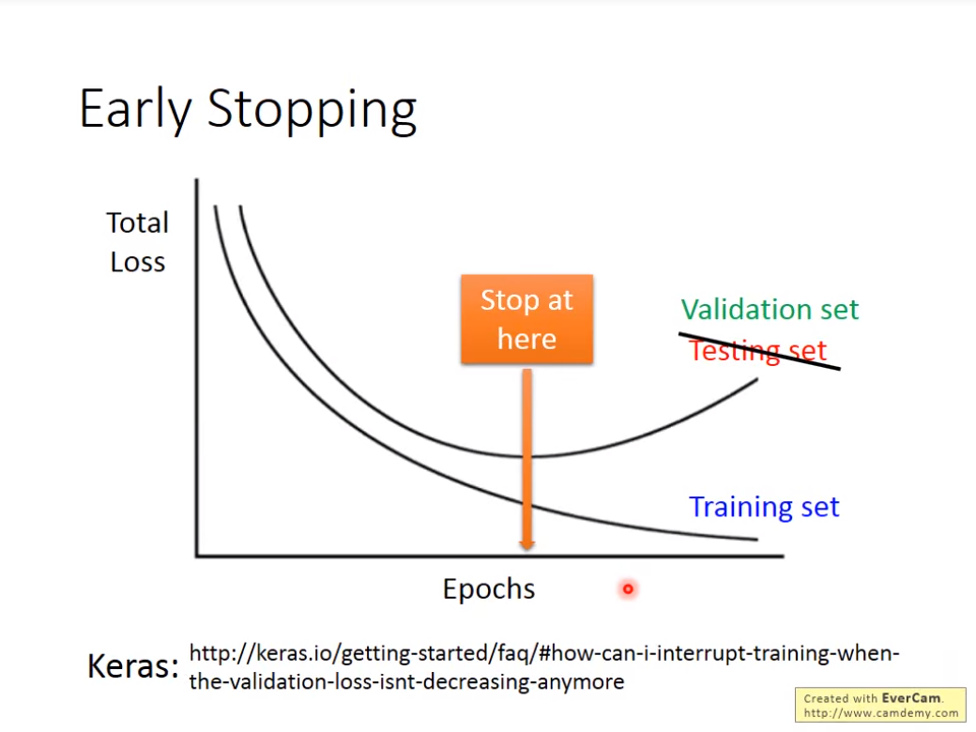 Early Stopping
Total
Loss
Stop at
here
Validation set
Testing set
Training set
Epochs
Keras:
http://keras.io/getting-started/faq/#how-can-i-interrupt-training-when-
the-validation-loss-isnt-decreasing-anymore
Created with EverCam.
http://www.camdemy.com